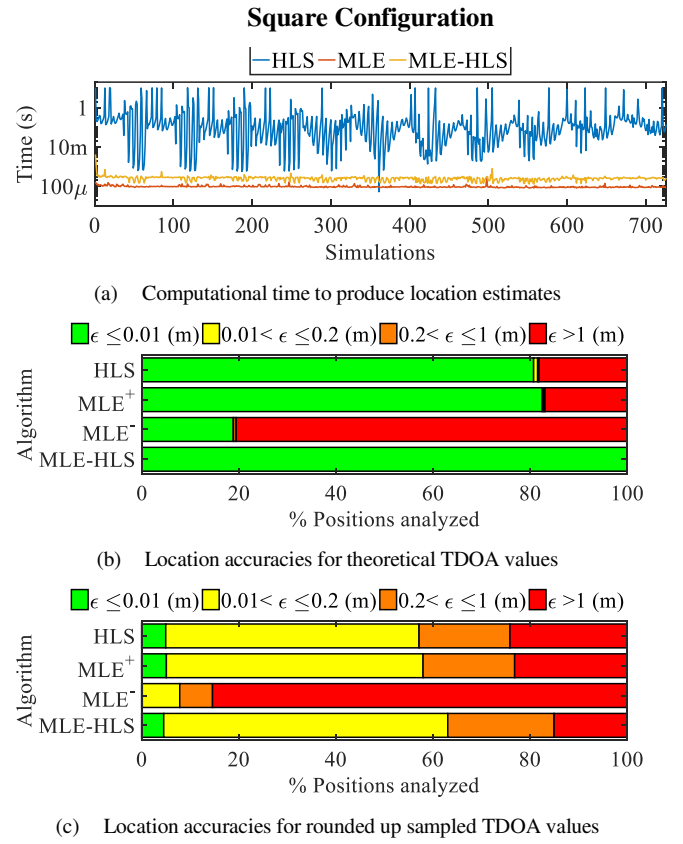 Square Configuration
HLS MLE MLE-HLS
Time (s)
1
10m
100μ
0 100 200 300 400 500 600 700
Simulations
(a) Computational time to produce location estimates
ϵ ≤0.01 (m) 0.01< ϵ ≤0.2 (m) 0.2< ϵ ≤1 (m) ϵ >1 (m)
Algorithm
HLS
MLE+
MLE-
MLE-HLS
0 20 40 60 80 100
% Positions analyzed
(b) Location accuracies for theoretical TDOA values
ϵ ≤0.01 (m) 0.01< ϵ ≤0.2 (m) 0.2< ϵ ≤1 (m) ϵ >1 (m)
Algorithm
HLS
MLE+
MLE-
MLE-HLS
0 20 40 60 80 100
% Positions analyzed
(c) Location accuracies for rounded up sampled TDOA values